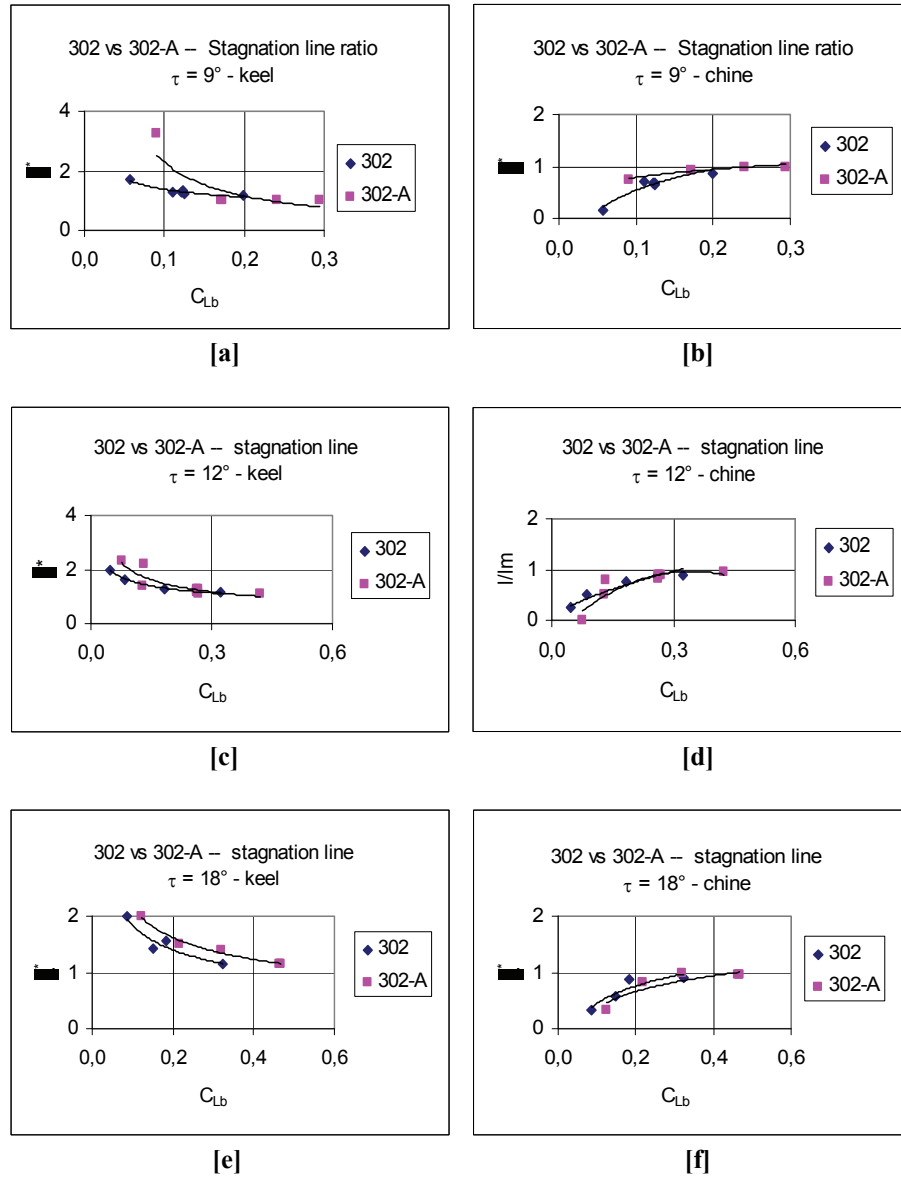 302 vs 302-A -- Stagnation line ratio
τ = 9° - keel
4
2
0
0,0 0,1 0,2 0,3
C_Lb
302
302-A
[a]
302 vs 302-A -- Stagnation line ratio
τ = 9° - chine
2
1
0
0,0 0,1 0,2 0,3
C_Lb
302
302-A
[b]
302 vs 302-A -- stagnation line
τ = 12° - keel
4
2
0
0,0 0,3 0,6
C_Lb
302
302-A
[c]
302 vs 302-A -- stagnation line
τ = 12° - chine
l/lm
2
1
0
0,0 0,3 0,6
C_Lb
302
302-A
[d]
302 vs 302-A -- stagnation line
τ = 18° - keel
2
1
0
0,0 0,2 0,4 0,6
C_Lb
302
302-A
[e]
302 vs 302-A -- stagnation line
τ = 18° - chine
2
1
0
0,0 0,2 0,4 0,6
C_Lb
302
302-A
[f]